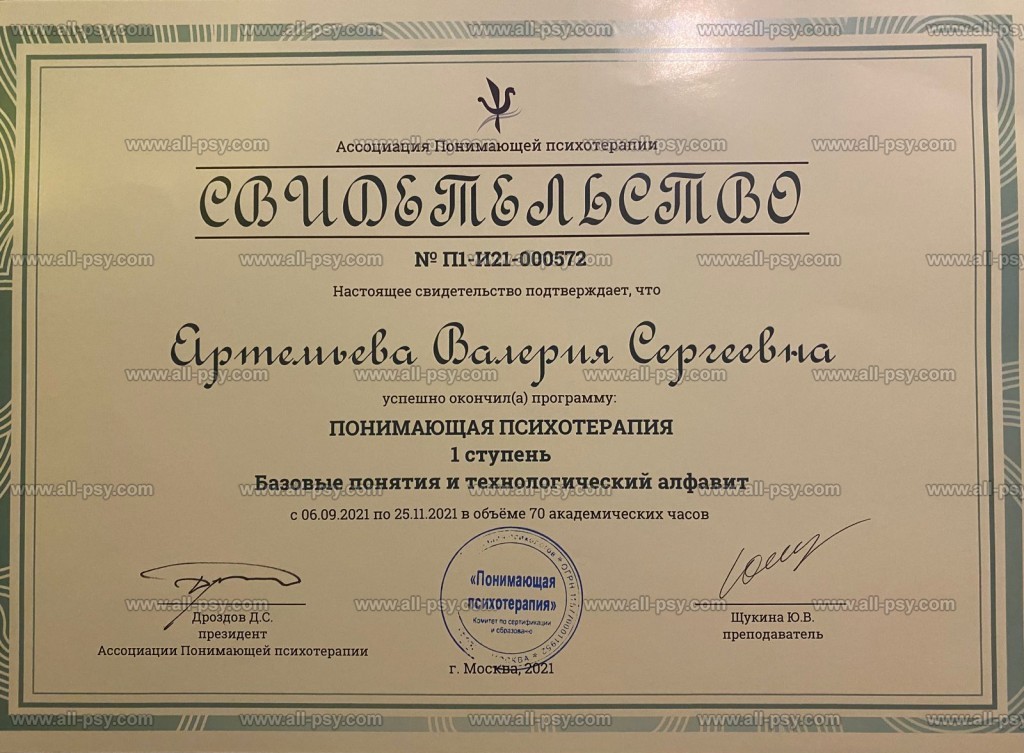 Ассоциация Понимающей психотерапии
СВИДЕТЕЛЬСТВО
№ П1-И21-000572
Настоящее свидетельство подтверждает, что
Артемьева Валерия Сергеевна
успешно окончил(а) программу:
ПОНИМАЮЩАЯ ПСИХОТЕРАПИЯ
1 ступень
Базовые понятия и технологический алфавит
с 06.09.2021 по 25.11.2021 в объёме 70 академических часов
«Понимающая
психотерапия»
Комитет по сертификации
и образованию
МОСКВА
Дроздов Д.С.
президент
Ассоциации Понимающей психотерапии
Щукина Ю.В.
преподаватель
г. Москва, 2021
www.all-psy.com